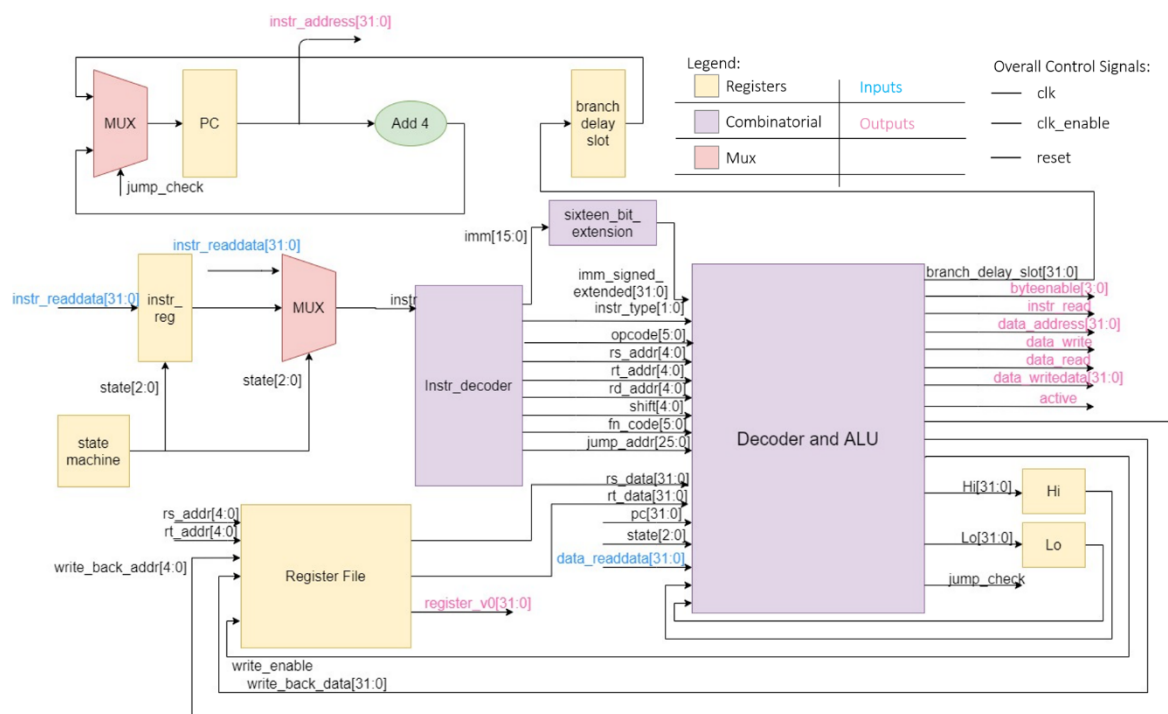 instr_address[31:0]
Legend:
Overall Control Signals:
Registers
Inputs
clk
Combinatorial
Outputs
clk_enable
Mux
reset
MUX
PC
Add 4
branch
delay
slot
jump_check
sixteen_bit_
extension
imm[15:0]
instr_readdata[31:0]
instr_readdata[31:0]
instr_
reg
MUX
instr
state[2:0]
state[2:0]
state
machine
Instr_decoder
imm_signed_
extended[31:0]
instr_type[1:0]
opcode[5:0]
rs_addr[4:0]
rt_addr[4:0]
rd_addr[4:0]
shift[4:0]
fn_code[5:0]
jump_addr[25:0]
rs_data[31:0]
rt_data[31:0]
pc[31:0]
state[2:0]
data_readdata[31:0]
Decoder and ALU
branch_delay_slot[31:0]
byteenable[3:0]
instr_read
data_address[31:0]
data_write
data_read
data_writedata[31:0]
active
Hi[31:0]
Hi
Lo[31:0]
Lo
jump_check
rs_addr[4:0]
rt_addr[4:0]
write_back_addr[4:0]
Register File
register_v0[31:0]
write_enable
write_back_data[31:0]